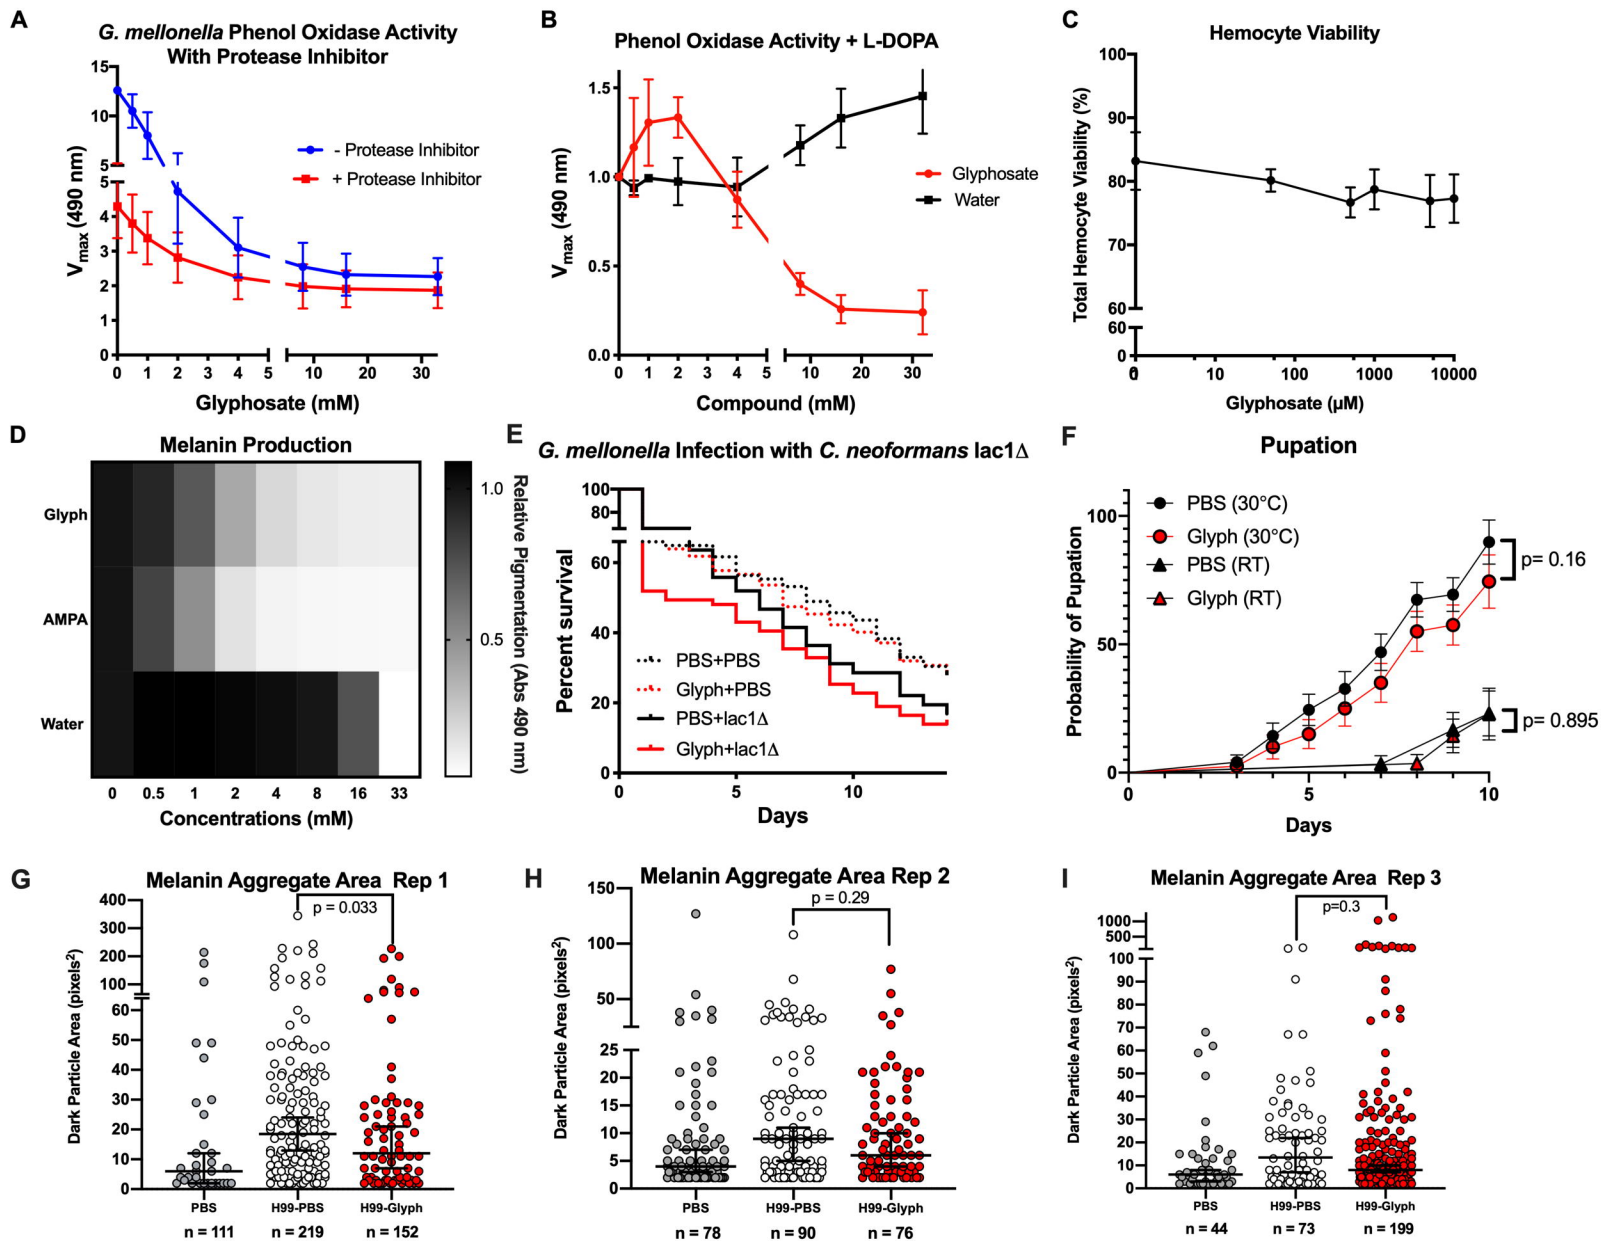 A
G. mellonella Phenol Oxidase Activity
With Protease Inhibitor
15
10
5
5
4
3
2
1
0
Vmax (490 nm)
- Protease Inhibitor
+ Protease Inhibitor
0 1 2 3 4 5 10 20 30
Glyphosate (mM)
B
Phenol Oxidase Activity + L-DOPA
1.5
1.0
0.5
0.0
Vmax (490 nm)
Glyphosate
Water
0 1 2 3 4 5 10 20 30
Compound (mM)
C
Hemocyte Viability
100
90
80
70
60
60
0
Total Hemocyte Viability (%)
0 10 100 1000 10000
Glyphosate (µM)
D
Melanin Production
Glyph
AMPA
Water
0 0.5 1 2 4 8 16 33
Concentrations (mM)
1.0
0.5
Relative Pigmentation (Abs 490 nm)
E
G. mellonella Infection with C. neoformans lac1Δ
100
80
60
40
20
0
Percent survival
PBS+PBS
Glyph+PBS
PBS+lac1Δ
Glyph+lac1Δ
0 5 10
Days
F
Pupation
100
50
0
Probability of Pupation
PBS (30°C)
Glyph (30°C)
PBS (RT)
Glyph (RT)
p= 0.16
p= 0.895
0 5 10
Days
G
Melanin Aggregate Area Rep 1
p = 0.033
400
300
200
100
60
50
40
30
20
10
0
Dark Particle Area (pixels²)
PBS H99-PBS H99-Glyph
n = 111 n = 219 n = 152
H
Melanin Aggregate Area Rep 2
p = 0.29
150
100
50
25
20
15
10
5
0
Dark Particle Area (pixels²)
PBS H99-PBS H99-Glyph
n = 78 n = 90 n = 76
I
Melanin Aggregate Area Rep 3
p=0.3
1000
500
100
90
80
70
60
50
40
30
20
10
0
Dark Particle Area (pixels²)
PBS H99-PBS H99-Glyph
n = 44 n = 73 n = 199